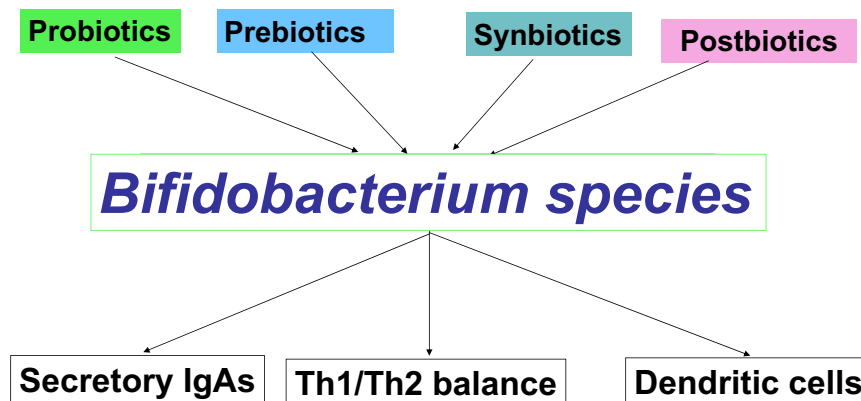 Probiotics
Prebiotics
Synbiotics
Postbiotics
Bifidobacterium species
Secretory IgAs
Th1/Th2 balance
Dendritic cells